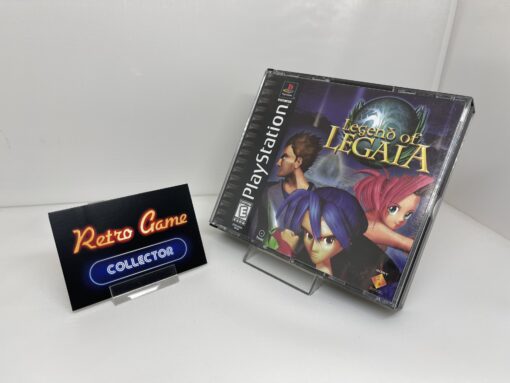 Retro Game
COLLECTOR
PlayStation
Legend of
LEGAIA
E